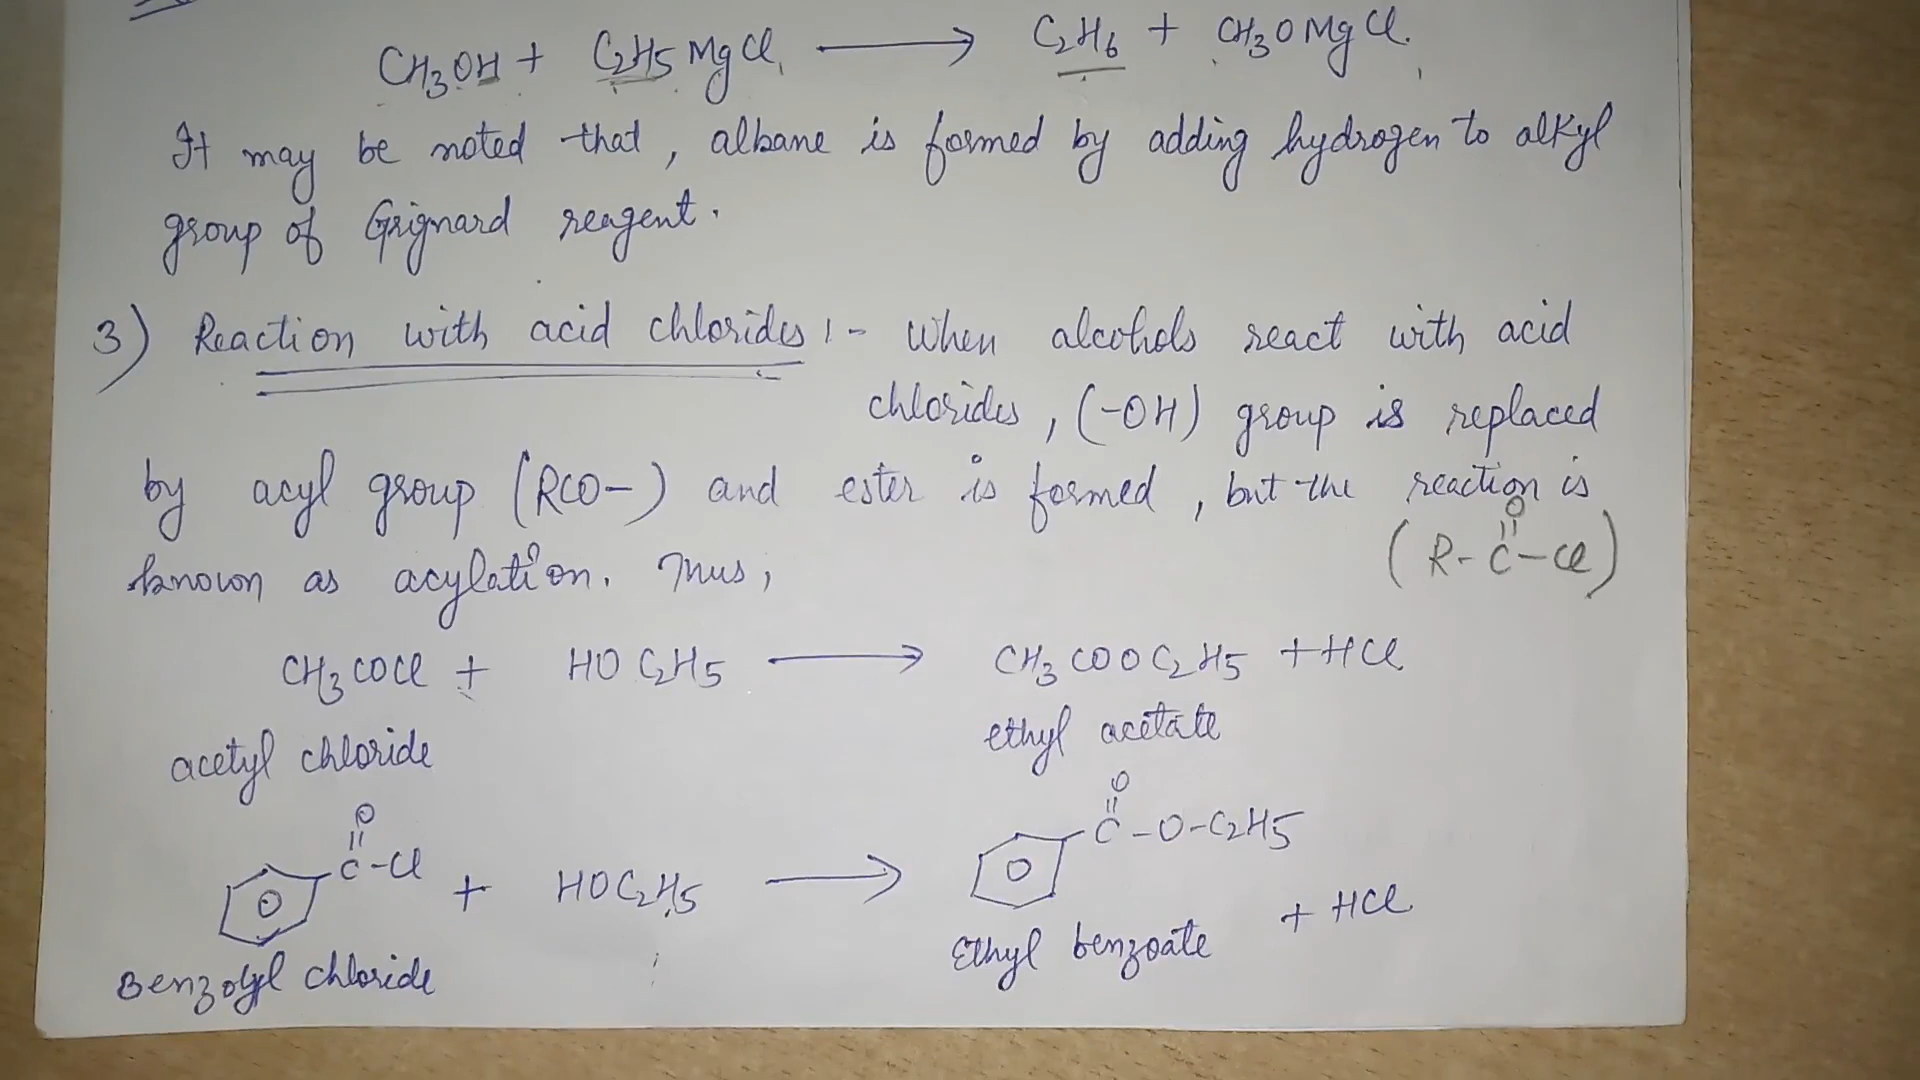 CH3OH + C2H5MgCl ⟶ C2H6 + CH3OMgCl.
It may be noted that, alkane is formed by adding hydrogen to alkyl
group of Grignard reagent.
3) Reaction with acid chlorides :- When alcohols react with acid
chlorides, (-OH) group is replaced
by acyl group (RCO-) and ester is formed, but the reaction is
known as acylation. Thus, (R-C-Cl)
O
CH3COCl + HOC2H5 ⟶ CH3COOC2H5 + HCl
acetyl chloride ethyl acetate
O O
C-Cl + HOC2H5 ⟶ C-O-C2H5
+ HCl
Benzoyl chloride Ethyl benzoate